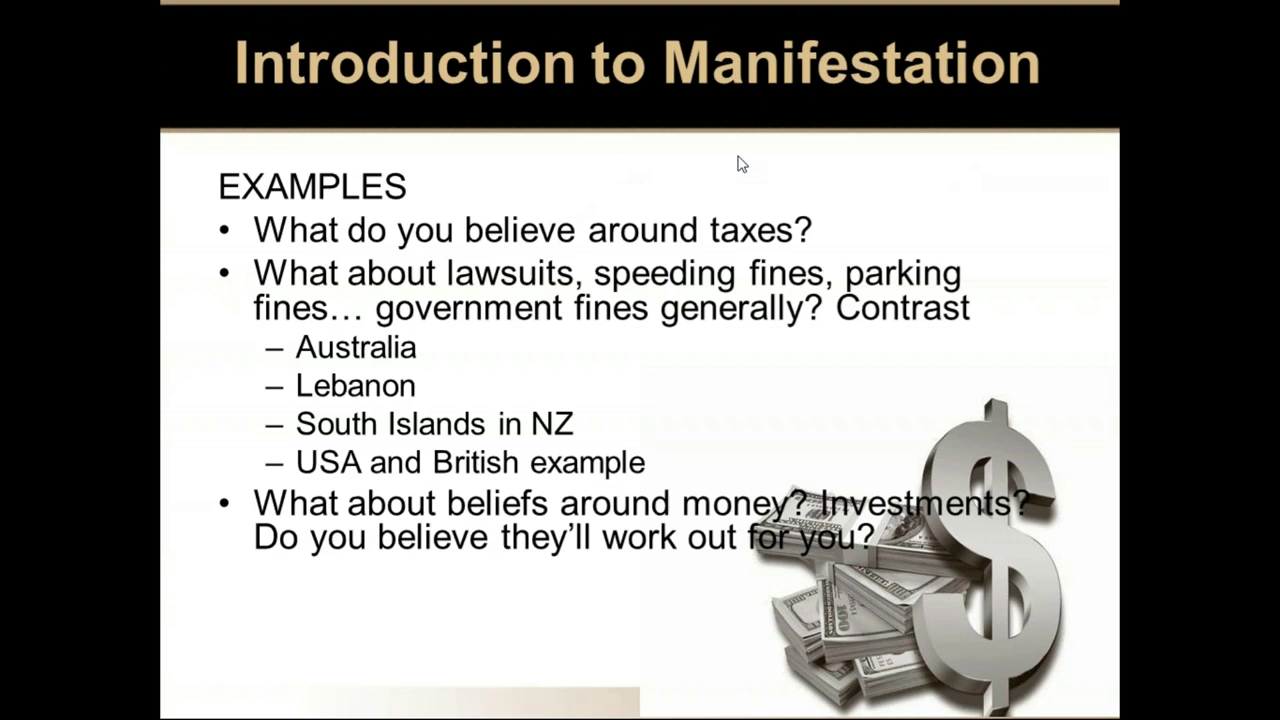 Introduction to Manifestation
EXAMPLES
• What do you believe around taxes?
• What about lawsuits, speeding fines, parking
fines… government fines generally? Contrast
– Australia
– Lebanon
– South Islands in NZ
– USA and British example
• What about beliefs around money? Investments?
Do you believe they’ll work out for you?